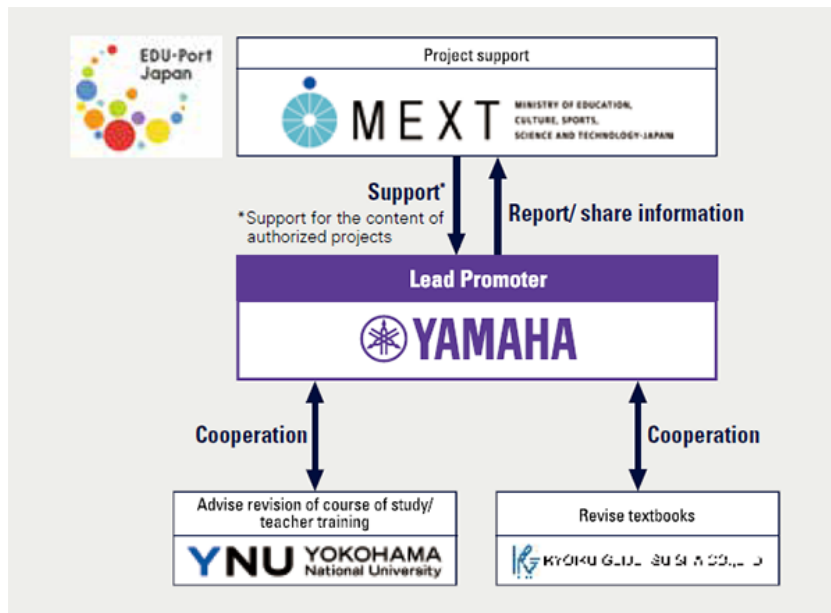 EDU-Port
Japan
Project support
MEXT
MINISTRY OF EDUCATION,
CULTURE, SPORTS,
SCIENCE AND TECHNOLOGY-JAPAN
Support*
*Support for the content of
authorized projects
Report/ share information
Lead Promoter
YAMAHA
Cooperation
Cooperation
Advise revision of course of study/
teacher training
YNU YOKOHAMA
National University
Revise textbooks